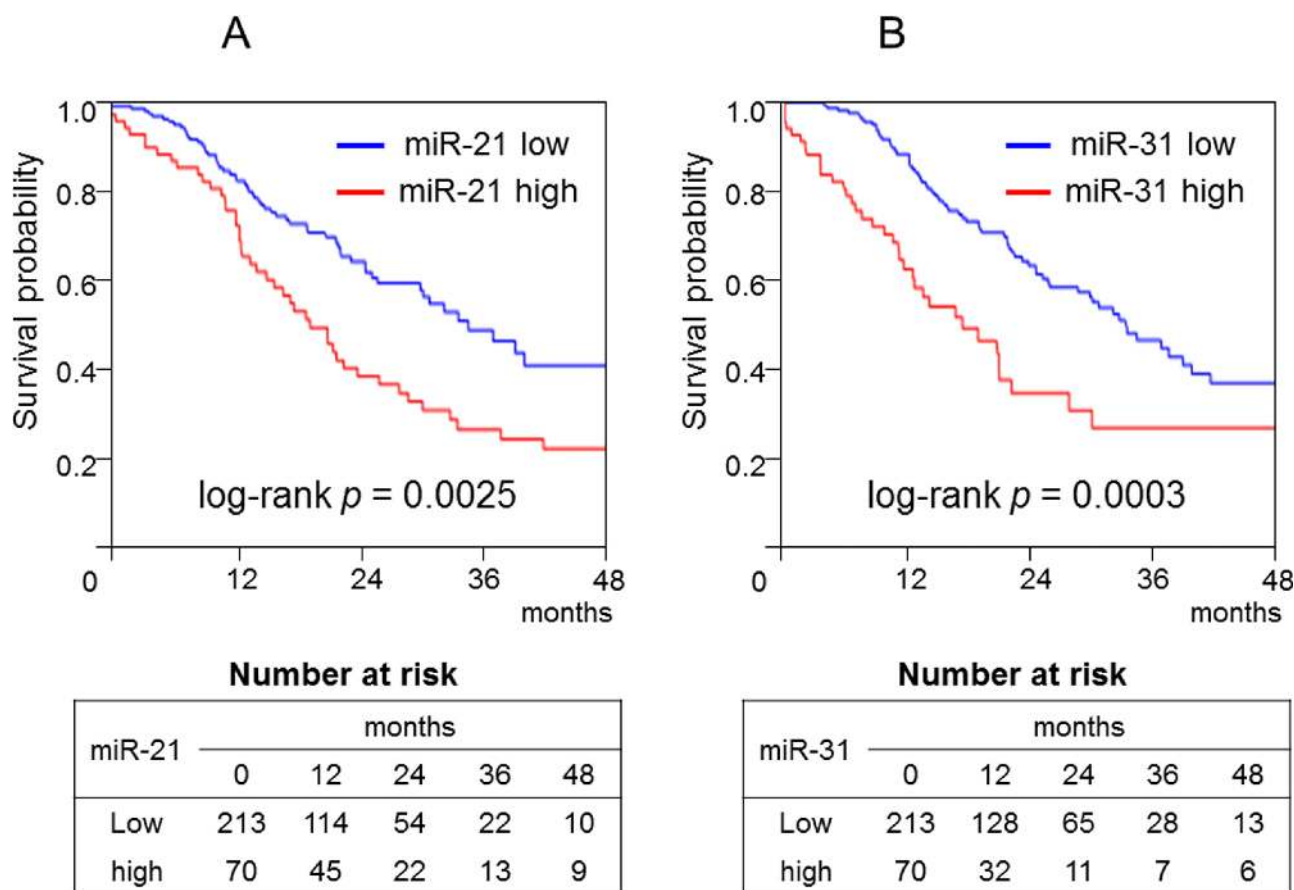 A
Survival probability
1.0
0.8
0.6
0.4
0.2
miR-21 low
miR-21 high
log-rank p = 0.0025
0 12 24 36 48
months
Number at risk
miR-21 months
0 12 24 36 48
Low 213 114 54 22 10
high 70 45 22 13 9
B
Survival probability
1.0
0.8
0.6
0.4
0.2
miR-31 low
miR-31 high
log-rank p = 0.0003
0 12 24 36 48
months
Number at risk
miR-31 months
0 12 24 36 48
Low 213 128 65 28 13
high 70 32 11 7 6